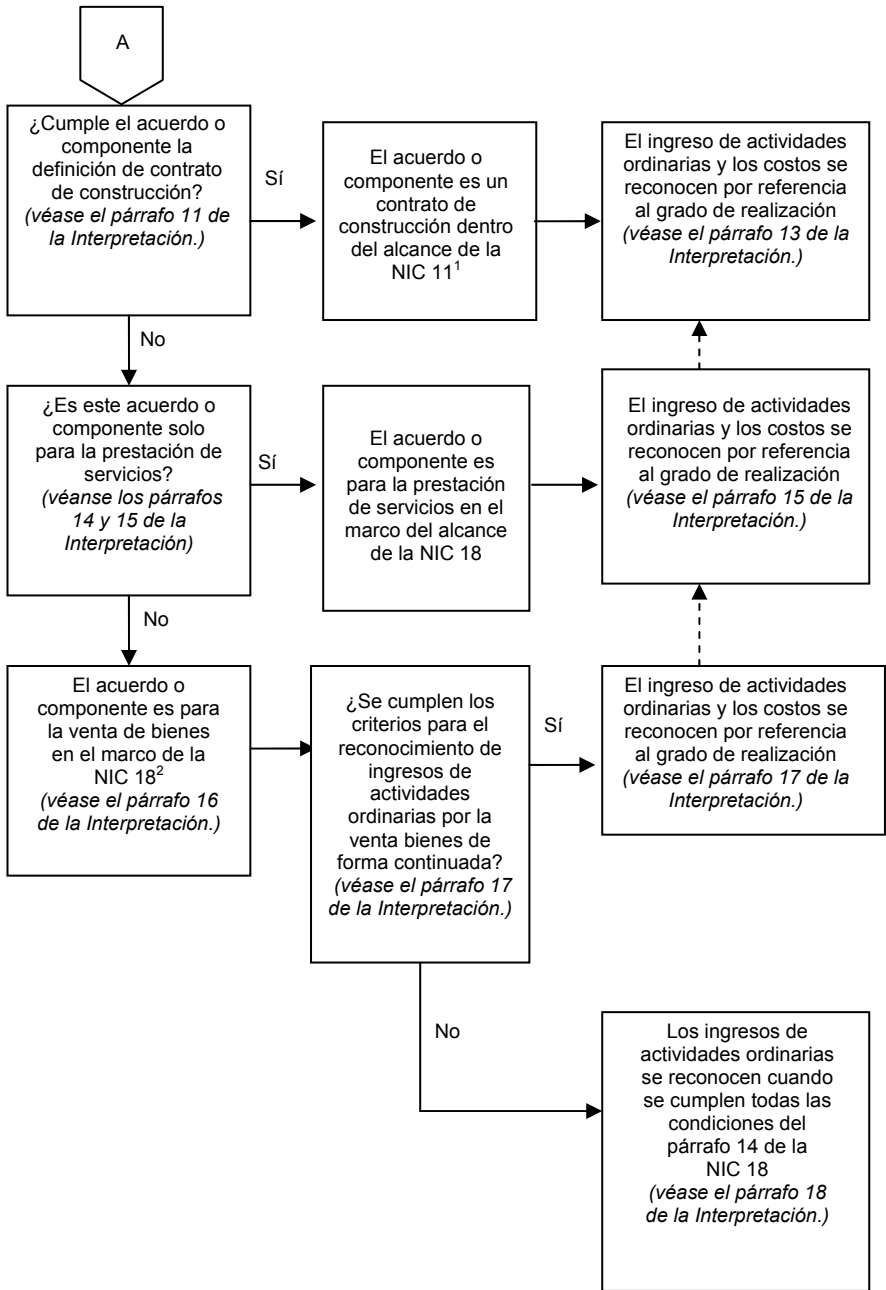 A
¿Cumple el acuerdo o
componente la
definición de contrato
de construcción?
(véase el párrafo 11 de
la Interpretación.)
Sí
El acuerdo o
componente es un
contrato de
construcción dentro
del alcance de la
NIC 11¹
El ingreso de actividades
ordinarias y los costos se
reconocen por referencia
al grado de realización
(véase el párrafo 13 de la
Interpretación.)
No
¿Es este acuerdo o
componente solo
para la prestación de
servicios?
(véanse los párrafos
14 y 15 de la
Interpretación)
Sí
El acuerdo o
componente es
para la prestación
de servicios en el
marco del alcance
de la NIC 18
El ingreso de actividades
ordinarias y los costos se
reconocen por referencia
al grado de realización
(véase el párrafo 15 de la
Interpretación.)
No
El acuerdo o
componente es para
la venta de bienes
en el marco de la
NIC 18²
(véase el párrafo 16
de la Interpretación.)
¿Se cumplen los
criterios para el
reconocimiento de
ingresos de
actividades
ordinarias por la
venta bienes de
forma continuada?
(véase el párrafo 17
de la Interpretación.)
Sí
El ingreso de actividades
ordinarias y los costos se
reconocen por referencia
al grado de realización
(véase el párrafo 17 de la
Interpretación.)
No
Los ingresos de
actividades ordinarias
se reconocen cuando
se cumplen todas las
condiciones del
párrafo 14 de la
NIC 18
(véase el párrafo 18
de la Interpretación.)